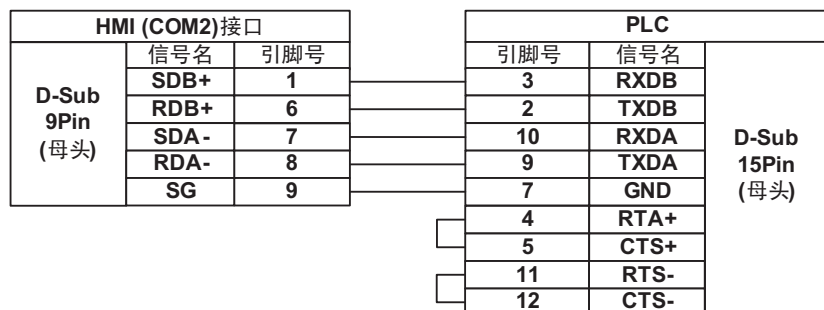 HMI (COM2)接口 PLC
信号名 引脚号 引脚号 信号名
SDB+ 1 3 RXDB
RDB+ 6 2 TXDB
SDA- 7 10 RXDA
RDA- 8 9 TXDA
SG 9 7 GND
4 RTA+
5 CTS+
11 RTS-
12 CTS-
D-Sub
9Pin
(母头)
D-Sub
15Pin
(母头)